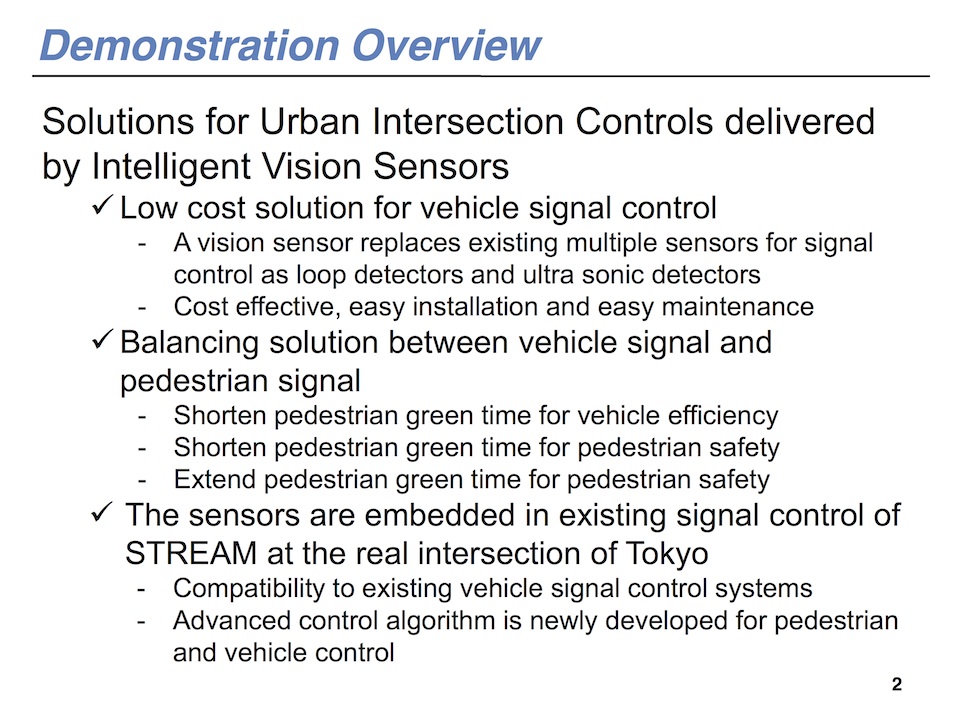 Demonstration Overview
Solutions for Urban Intersection Controls delivered
by Intelligent Vision Sensors
✓ Low cost solution for vehicle signal control
- A vision sensor replaces existing multiple sensors for signal
control as loop detectors and ultra sonic detectors
- Cost effective, easy installation and easy maintenance
✓ Balancing solution between vehicle signal and
pedestrian signal
- Shorten pedestrian green time for vehicle efficiency
- Shorten pedestrian green time for pedestrian safety
- Extend pedestrian green time for pedestrian safety
✓ The sensors are embedded in existing signal control of
STREAM at the real intersection of Tokyo
- Compatibility to existing vehicle signal control systems
- Advanced control algorithm is newly developed for pedestrian
and vehicle control
2